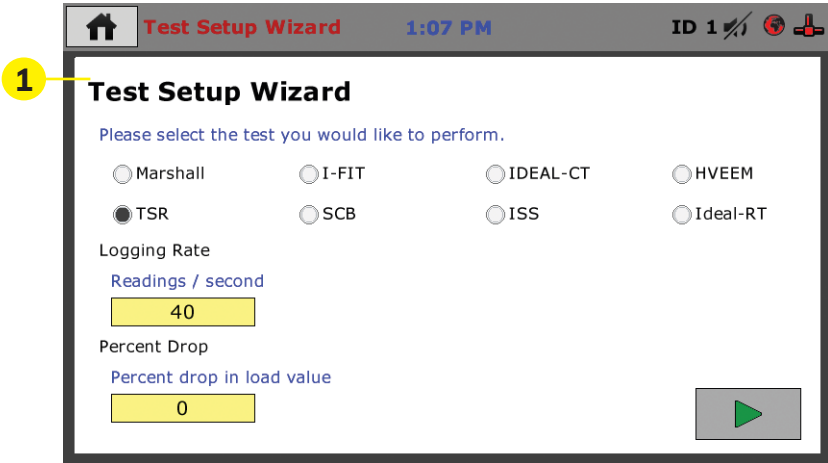 Test Setup Wizard 1:07 PM ID 1
1
Test Setup Wizard
Please select the test you would like to perform.
Marshall I-FIT IDEAL-CT HVEEM
TSR SCB ISS Ideal-RT
Logging Rate
Readings / second
40
Percent Drop
Percent drop in load value
0